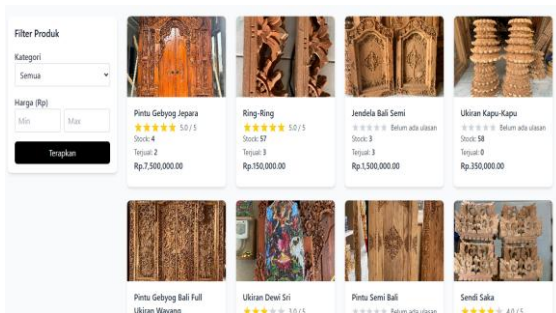 Filter Produk
Kategori
Semua
Harga (Rp)
Min
Max
Terapkan
Pintu Gebyog Jepara
5.0 / 5
Stock: 4
Terjual: 2
Rp.7,500,000.00
Ring-Ring
5.0 / 5
Stock: 57
Terjual: 3
Rp.150,000.00
Jendela Bali Semi
Belum ada ulasan
Stock: 3
Terjual: 3
Rp.1,500,000.00
Ukiran Kapu-Kapu
Belum ada ulasan
Stock: 58
Terjual: 0
Rp.350,000.00
Pintu Gebyog Bali Full
Ukiran Wayang
Ukiran Dewi Sri
3.0 / 5
Pintu Semi Bali
Belum ada ulasan
Sendi Saka
4.0 / 5